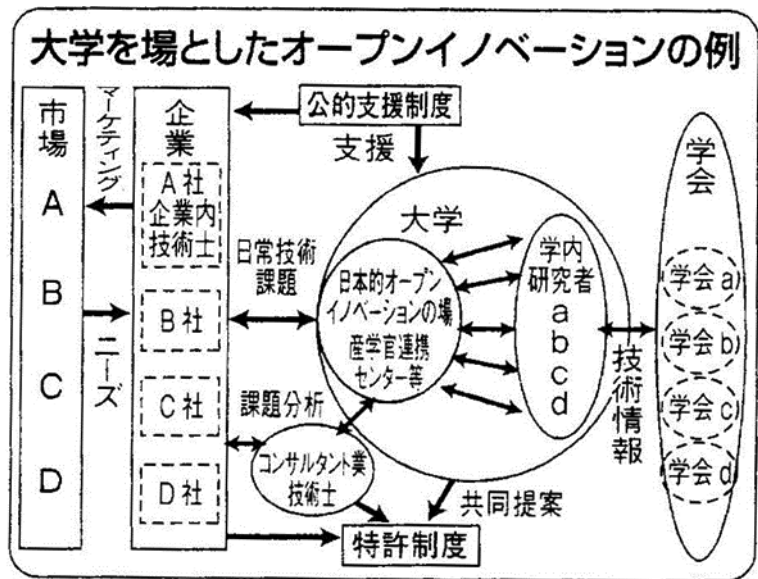 大学を場としたオープンイノベーションの例
公的支援制度
支援
市場
A
B
C
D
マーケティング
ニーズ
企業
A社
企業内
技術士
B社
C社
D社
日常技術
課題
課題分析
コンサルタント業
技術士
大学
日本的オープン
イノベーションの場
産学官連携
センター等
学内
研究者
a
b
c
d
技術情報
学会
学会a
学会b
学会c
学会d
共同提案
特許制度